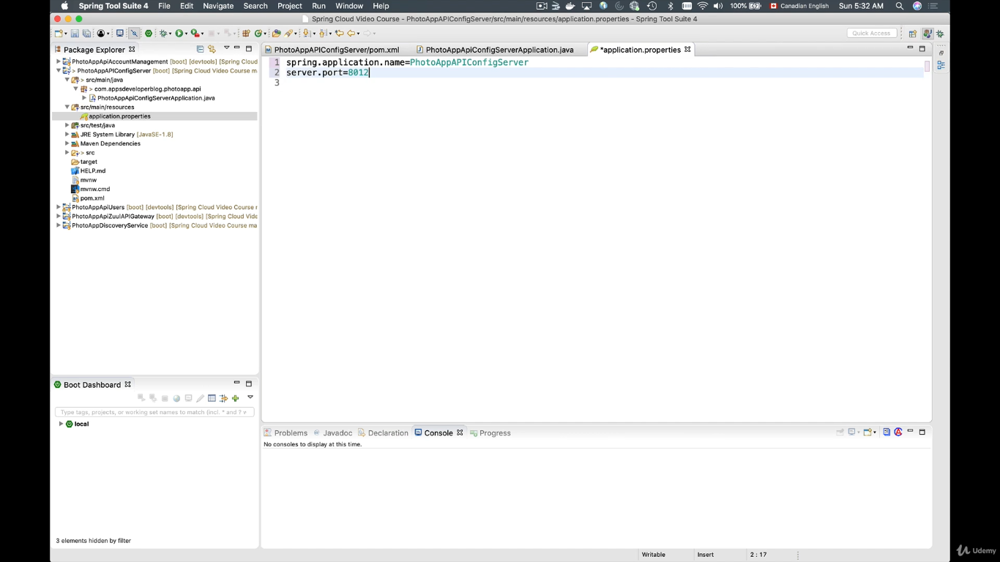 Spring Tool Suite 4 File Edit Navigate Search Project Run Window Help
100% Canadian English Sun 5:32 AM
Spring Cloud Video Course - PhotoAppAPIConfigServer/src/main/resources/application.properties - Spring Tool Suite 4
Quick Access
Package Explorer
PhotoAppApiAccountManagement [boot] [devtools] [Spring Cloud
> PhotoAppAPIConfigServer [boot] [Spring Cloud Video Course m
> src/main/java
> com.appsdeveloperblog.photoapp.api
> PhotoAppApiConfigServerApplication.java
src/main/resources
application.properties
src/test/java
JRE System Library [JavaSE-1.8]
Maven Dependencies
> src
target
HELP.md
mvnw
mvnw.cmd
pom.xml
PhotoAppApiUsers [boot] [devtools] [Spring Cloud Video Course
PhotoAppApiZuulAPIGateway [boot] [devtools] [Spring Cloud Vide
PhotoAppDiscoveryService [boot] [Spring Cloud Video Course ma
PhotoAppAPIConfigServer/pom.xml
PhotoAppApiConfigServerApplication.java
*application.properties
1 spring.application.name=PhotoAppAPIConfigServer
2 server.port=8012
3
Boot Dashboard
Type tags, projects, or working set names to match (incl. * and ? w
local
3 elements hidden by filter
Problems @ Javadoc Declaration Console Progress
No consoles to display at this time.
Writable Insert 2 : 17
Udemy